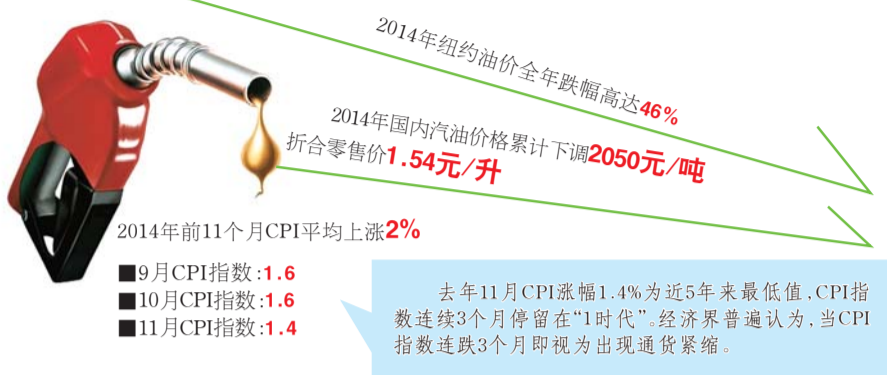 2014年纽约油价全年跌幅高达46%
2014年国内汽油价格累计下调2050元/吨
折合零售价1.54元/升
2014年前11个月CPI平均上涨2%
■9月CPI指数:1.6
■10月CPI指数:1.6
■11月CPI指数:1.4
去年11月CPI涨幅1.4%为近5年来最低值,CPI指
数连续3个月停留在“1时代”。经济界普遍认为,当CPI
指数连跌3个月即视为出现通货紧缩。